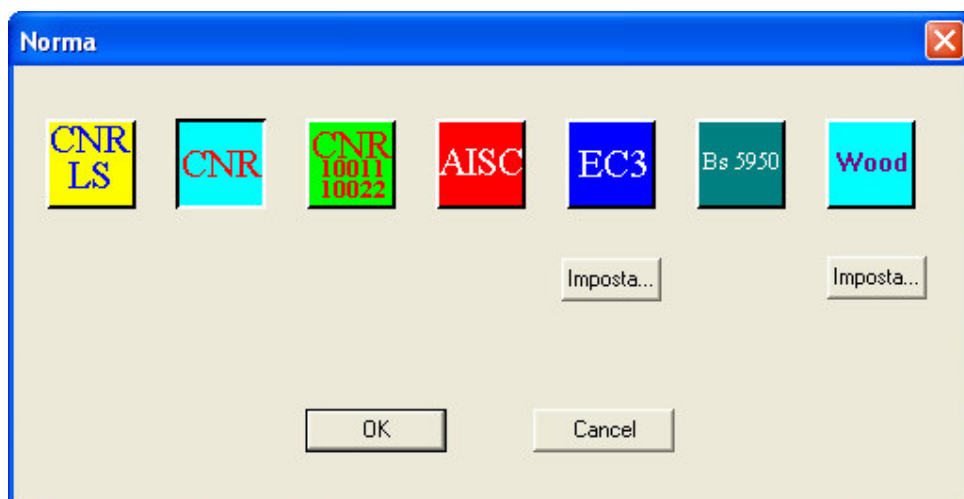 Norma
CNR
LS
CNR
CNR
10011
10022
AISC
EC3
Bs 5950
Wood
Imposta...
Imposta...
OK
Cancel